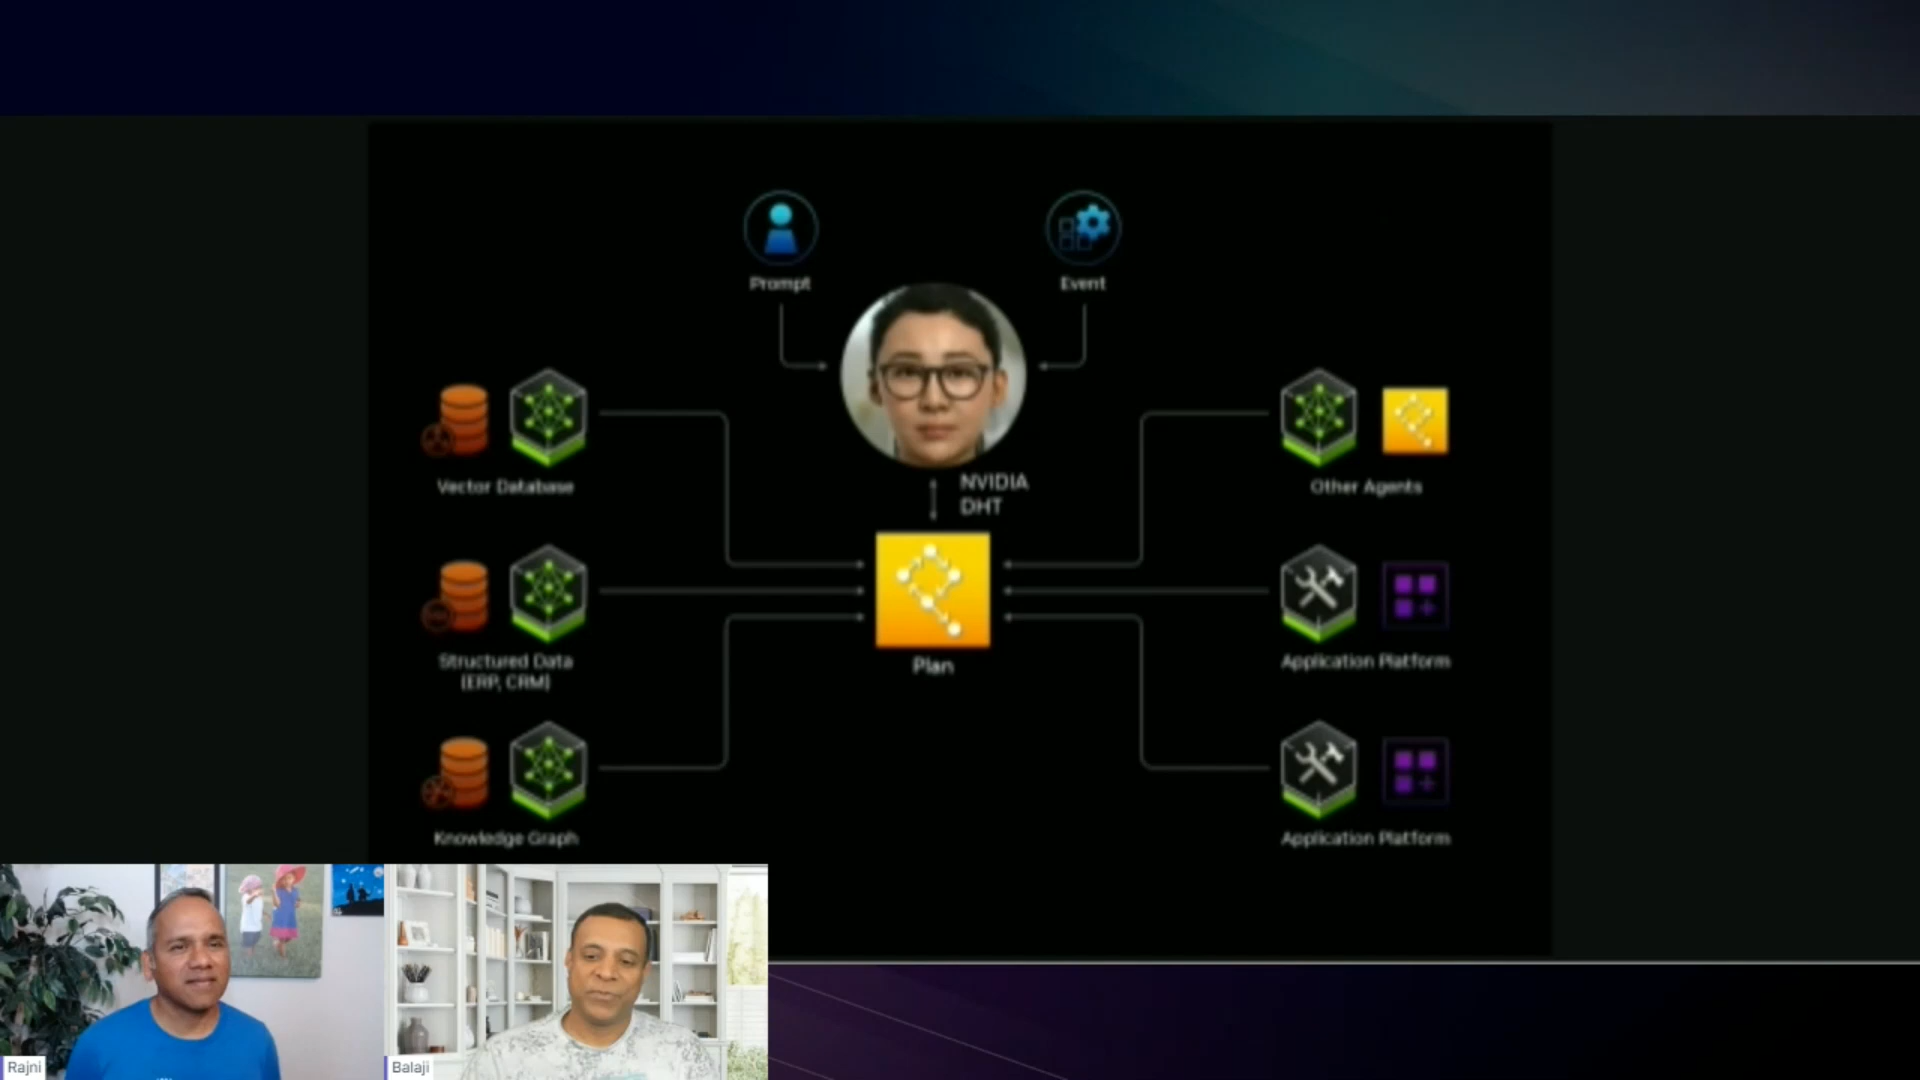 Prompt
Event
NVIDIA
DHT
Vector Database
Other Agents
Structured Data
[ERP, CRM]
Plan
Application Platform
Knowledge Graph
Application Platform
Rajni
Balaji